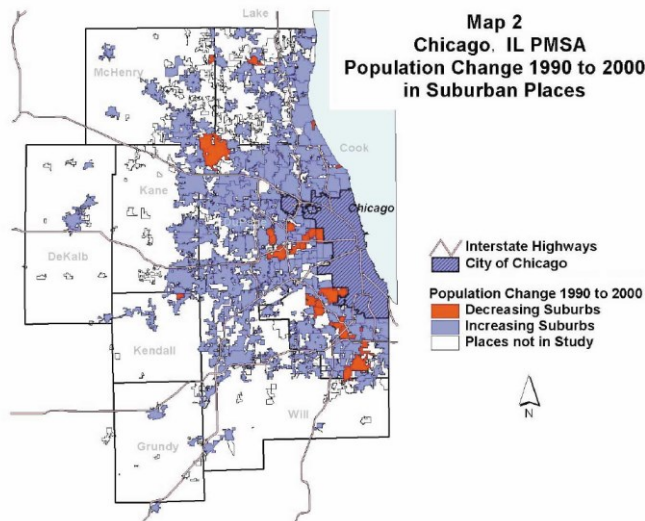 Map 2
Chicago, IL PMSA
Population Change 1990 to 2000
in Suburban Places
Lake
McHenry
Cook
Kane
Chicago
DeKalb
Kendall
Will
Grundy
Interstate Highways
City of Chicago
Population Change 1990 to 2000
Decreasing Suburbs
Increasing Suburbs
Places not in Study
N